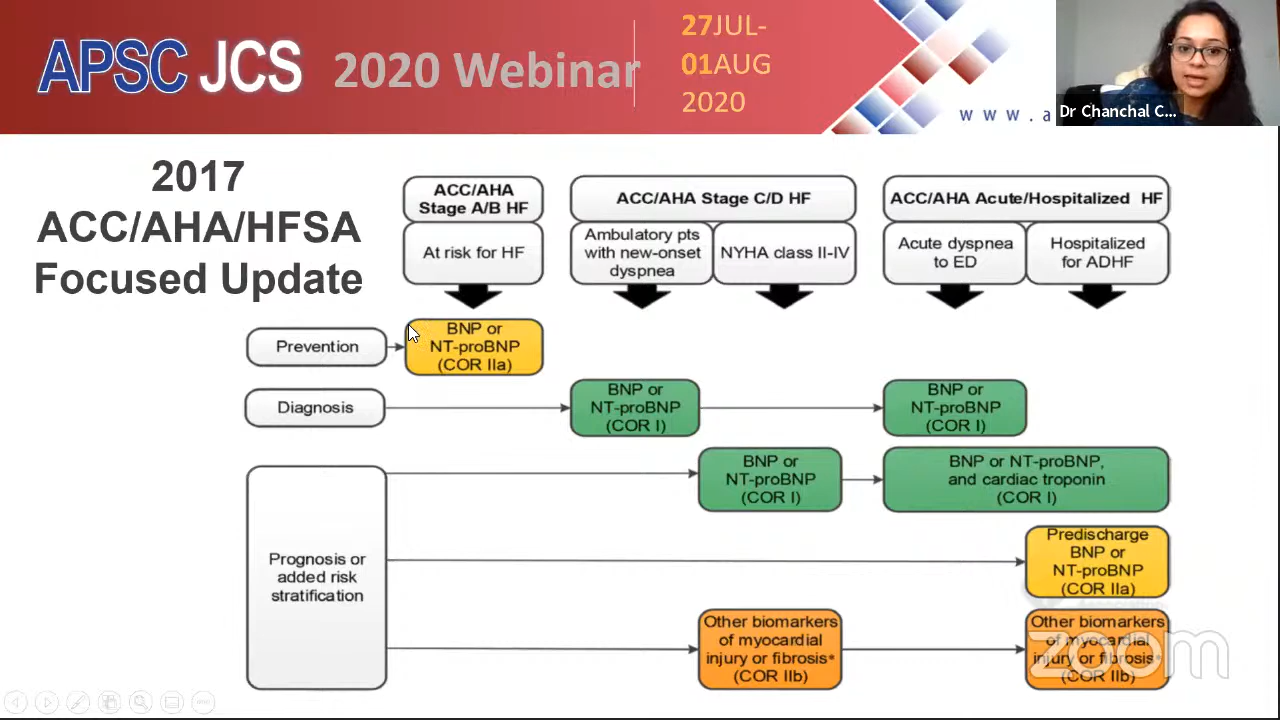 APSC JCS 2020 Webinar
27JUL-
01AUG
2020
www.a
Dr Chanchal C...
2017
ACC/AHA/HFSA
Focused Update
ACC/AHA
Stage A/B HF
At risk for HF
ACC/AHA Stage C/D HF
Ambulatory pts
with new-onset
dyspnea
NYHA class II-IV
ACC/AHA Acute/Hospitalized HF
Acute dyspnea
to ED
Hospitalized
for ADHF
Prevention
BNP or
NT-proBNP
(COR IIa)
Diagnosis
BNP or
NT-proBNP
(COR I)
BNP or
NT-proBNP
(COR I)
Prognosis or
added risk
stratification
BNP or
NT-proBNP
(COR I)
BNP or NT-proBNP,
and cardiac troponin
(COR I)
Predischarge
BNP or
NT-proBNP
(COR IIa)
Other biomarkers
of myocardial
injury or fibrosis*
(COR IIb)
Other biomarkers
of myocardial
injury or fibrosis*
(COR IIb)
zoom